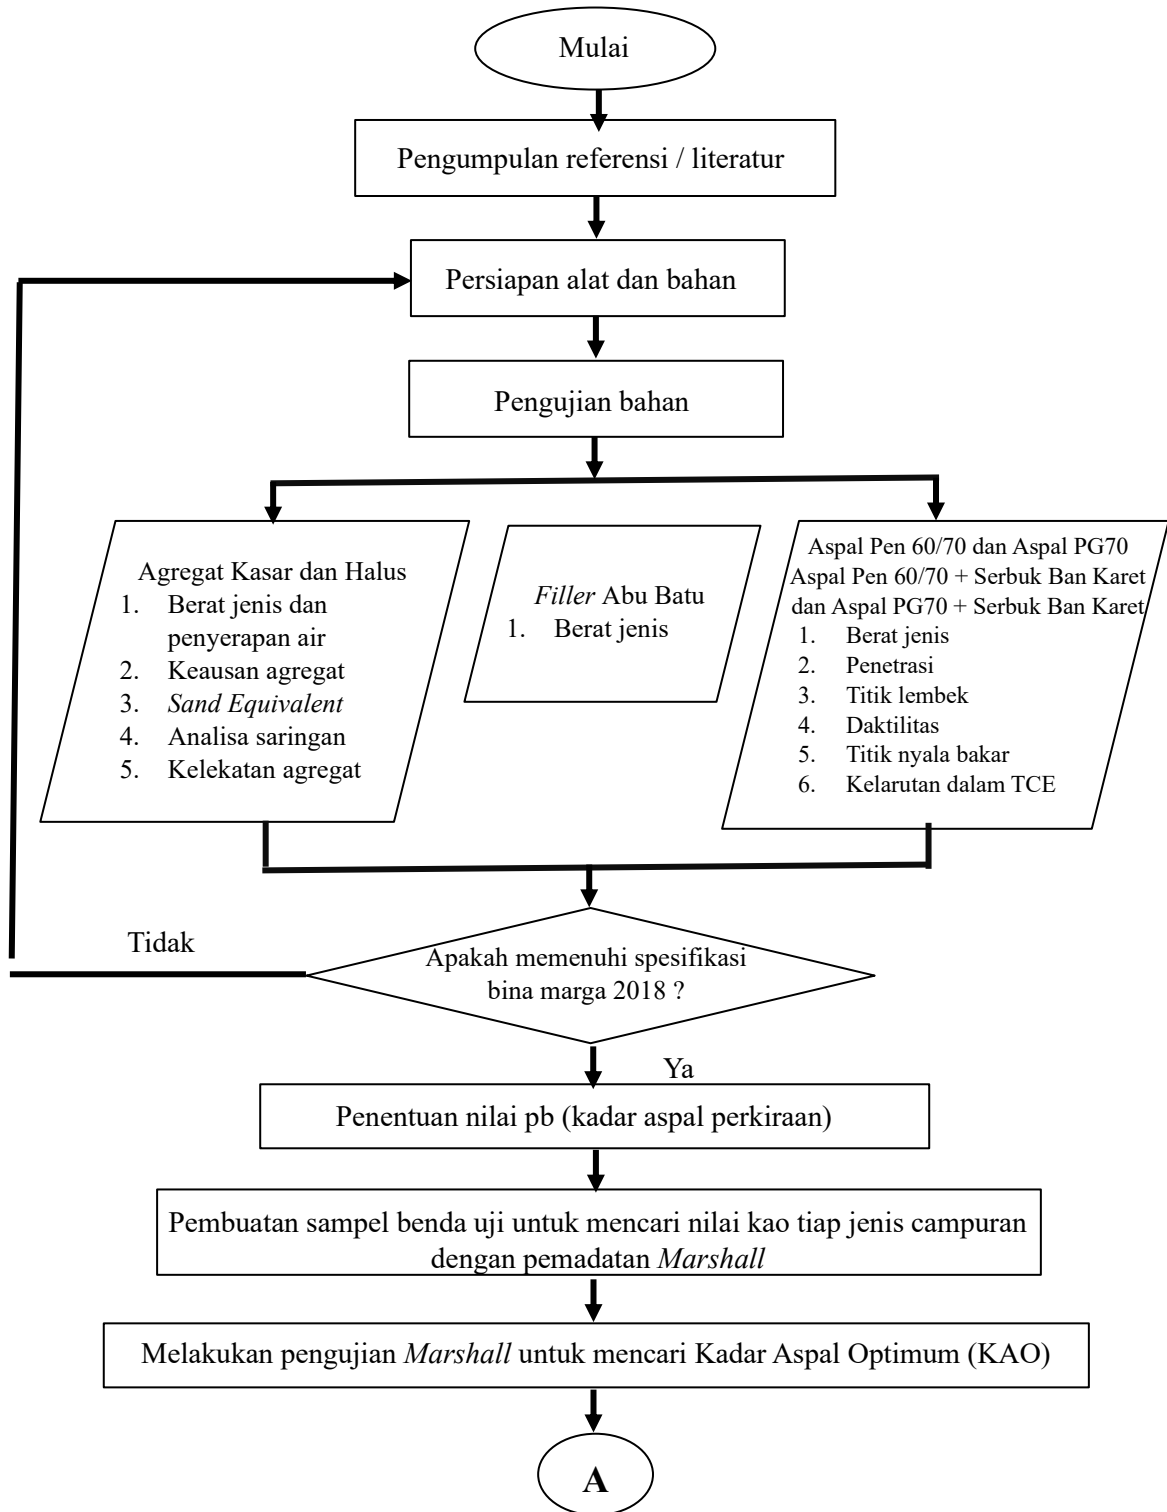 Mulai
Pengumpulan referensi / literatur
Persiapan alat dan bahan
Pengujian bahan
Agregat Kasar dan Halus
1. Berat jenis dan
penyerapan air
2. Keausan agregat
3. Sand Equivalent
4. Analisa saringan
5. Kelekatan agregat
Filler Abu Batu
1. Berat jenis
Aspal Pen 60/70 dan Aspal PG70
Aspal Pen 60/70 + Serbuk Ban Karet
dan Aspal PG70 + Serbuk Ban Karet
1. Berat jenis
2. Penetrasi
3. Titik lembek
4. Daktilitas
5. Titik nyala bakar
6. Kelarutan dalam TCE
Tidak
Apakah memenuhi spesifikasi
bina marga 2018 ?
Ya
Penentuan nilai pb (kadar aspal perkiraan)
Pembuatan sampel benda uji untuk mencari nilai kao tiap jenis campuran
dengan pemadatan Marshall
Melakukan pengujian Marshall untuk mencari Kadar Aspal Optimum (KAO)
A